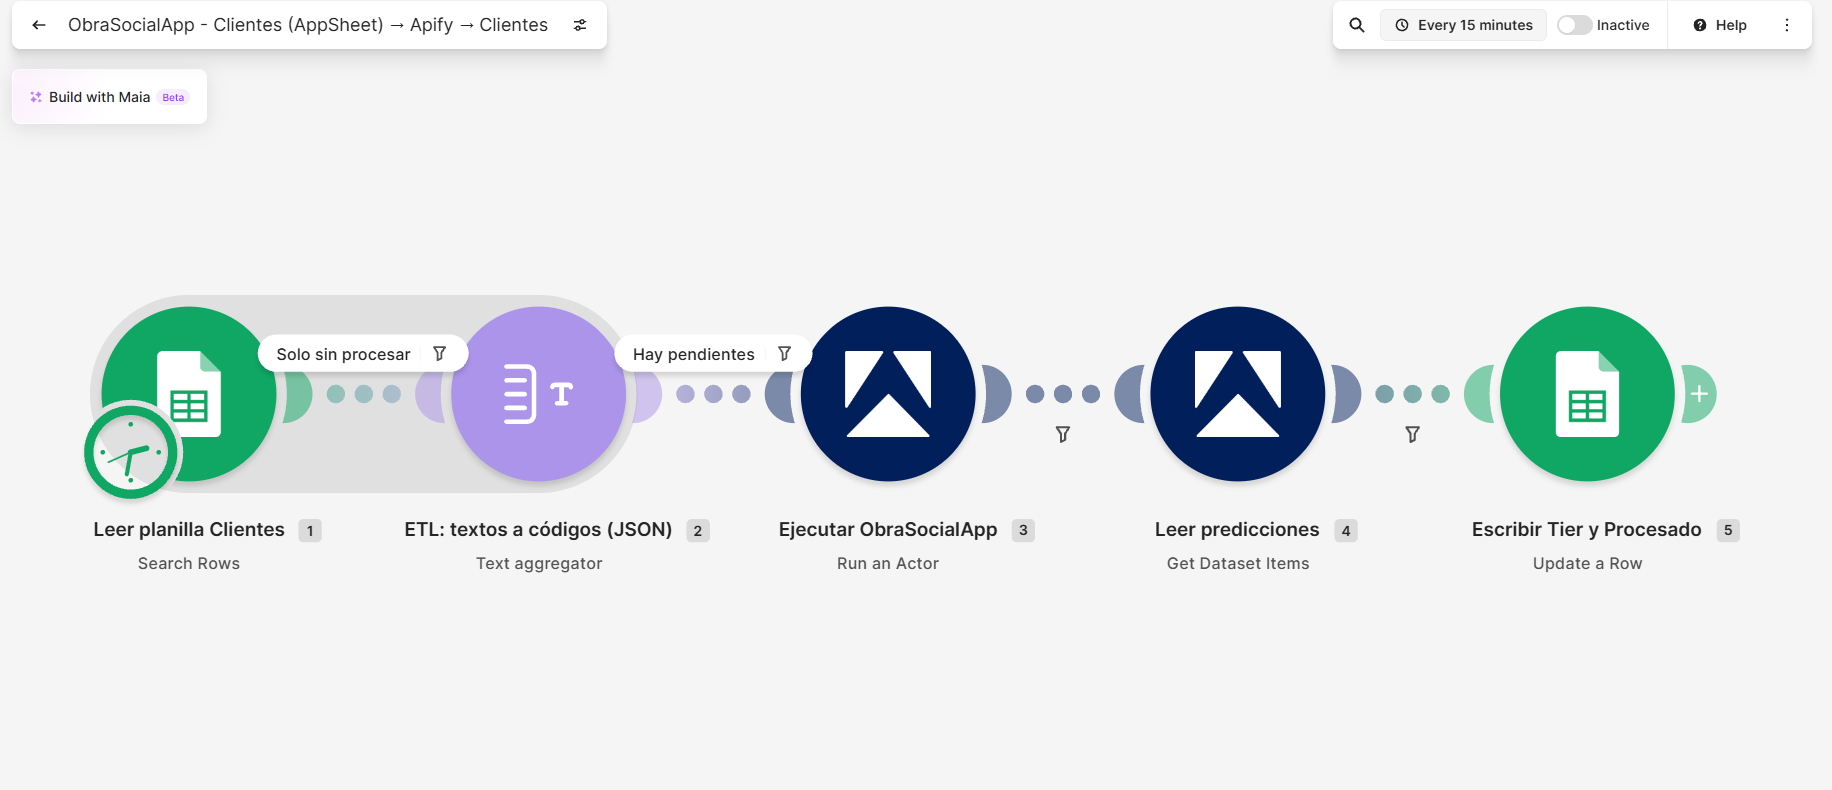 ObraSocialApp - Clientes (AppSheet) → Apify → Clientes
Every 15 minutes
Inactive
Help
Build with Maia Beta
Solo sin procesar
Hay pendientes
Leer planilla Clientes 1
Search Rows
ETL: textos a códigos (JSON) 2
Text aggregator
Ejecutar ObraSocialApp 3
Run an Actor
Leer predicciones 4
Get Dataset Items
Escribir Tier y Procesado 5
Update a Row